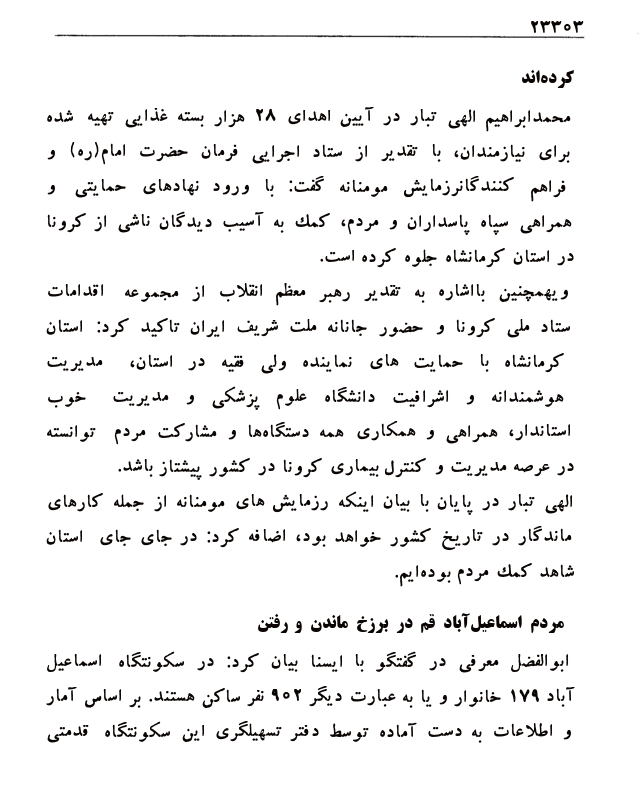 ۲۳۳۰۳
کرده‌اند
محمدابراهیم الهی تبار در آیین اهدای ۲۸ هزار بسته غذایی تهیه شده
برای نیازمندان، با تقدیر از ستاد اجرایی فرمان حضرت امام(ره) و
فراهم کنندگانرزمایش مومنانه گفت: با ورود نهادهای حمایتی و
همراهی سپاه پاسداران و مردم، کمك به آسیب دیدگان ناشی از کرونا
در استان کرمانشاه جلوه کرده است.
ویهمچنین بااشاره به تقدیر رهبر معظم انقلاب از مجموعه اقدامات
ستاد ملی کرونا و حضور جانانه ملت شریف ایران تاکید کرد: استان
کرمانشاه با حمایت های نماینده ولی فقیه در استان، مدیریت
هوشمندانه و اشرافیت دانشگاه علوم پزشکی و مدیریت خوب
استاندار، همراهی و همکاری همه دستگاه‌ها و مشارکت مردم توانسته
در عرصه مدیریت و کنترل بیماری کرونا در کشور پیشتاز باشد.
الهی تبار در پایان با بیان اینکه رزمایش های مومنانه از جمله کارهای
ماندگار در تاریخ کشور خواهد بود، اضافه کرد: در جای جای استان
شاهد کمك مردم بوده‌ایم.
مردم اسماعیل‌آباد قم در برزخ ماندن و رفتن
ابوالفضل معرفی در گفتگو با ایسنا بیان کرد: در سکونتگاه اسماعیل
آباد ۱۷۹ خانوار و یا به عبارت دیگر ۹۰۲ نفر ساکن هستند. بر اساس آمار
و اطلاعات به دست آماده توسط دفتر تسهیلگری این سکونتگاه قدمتی